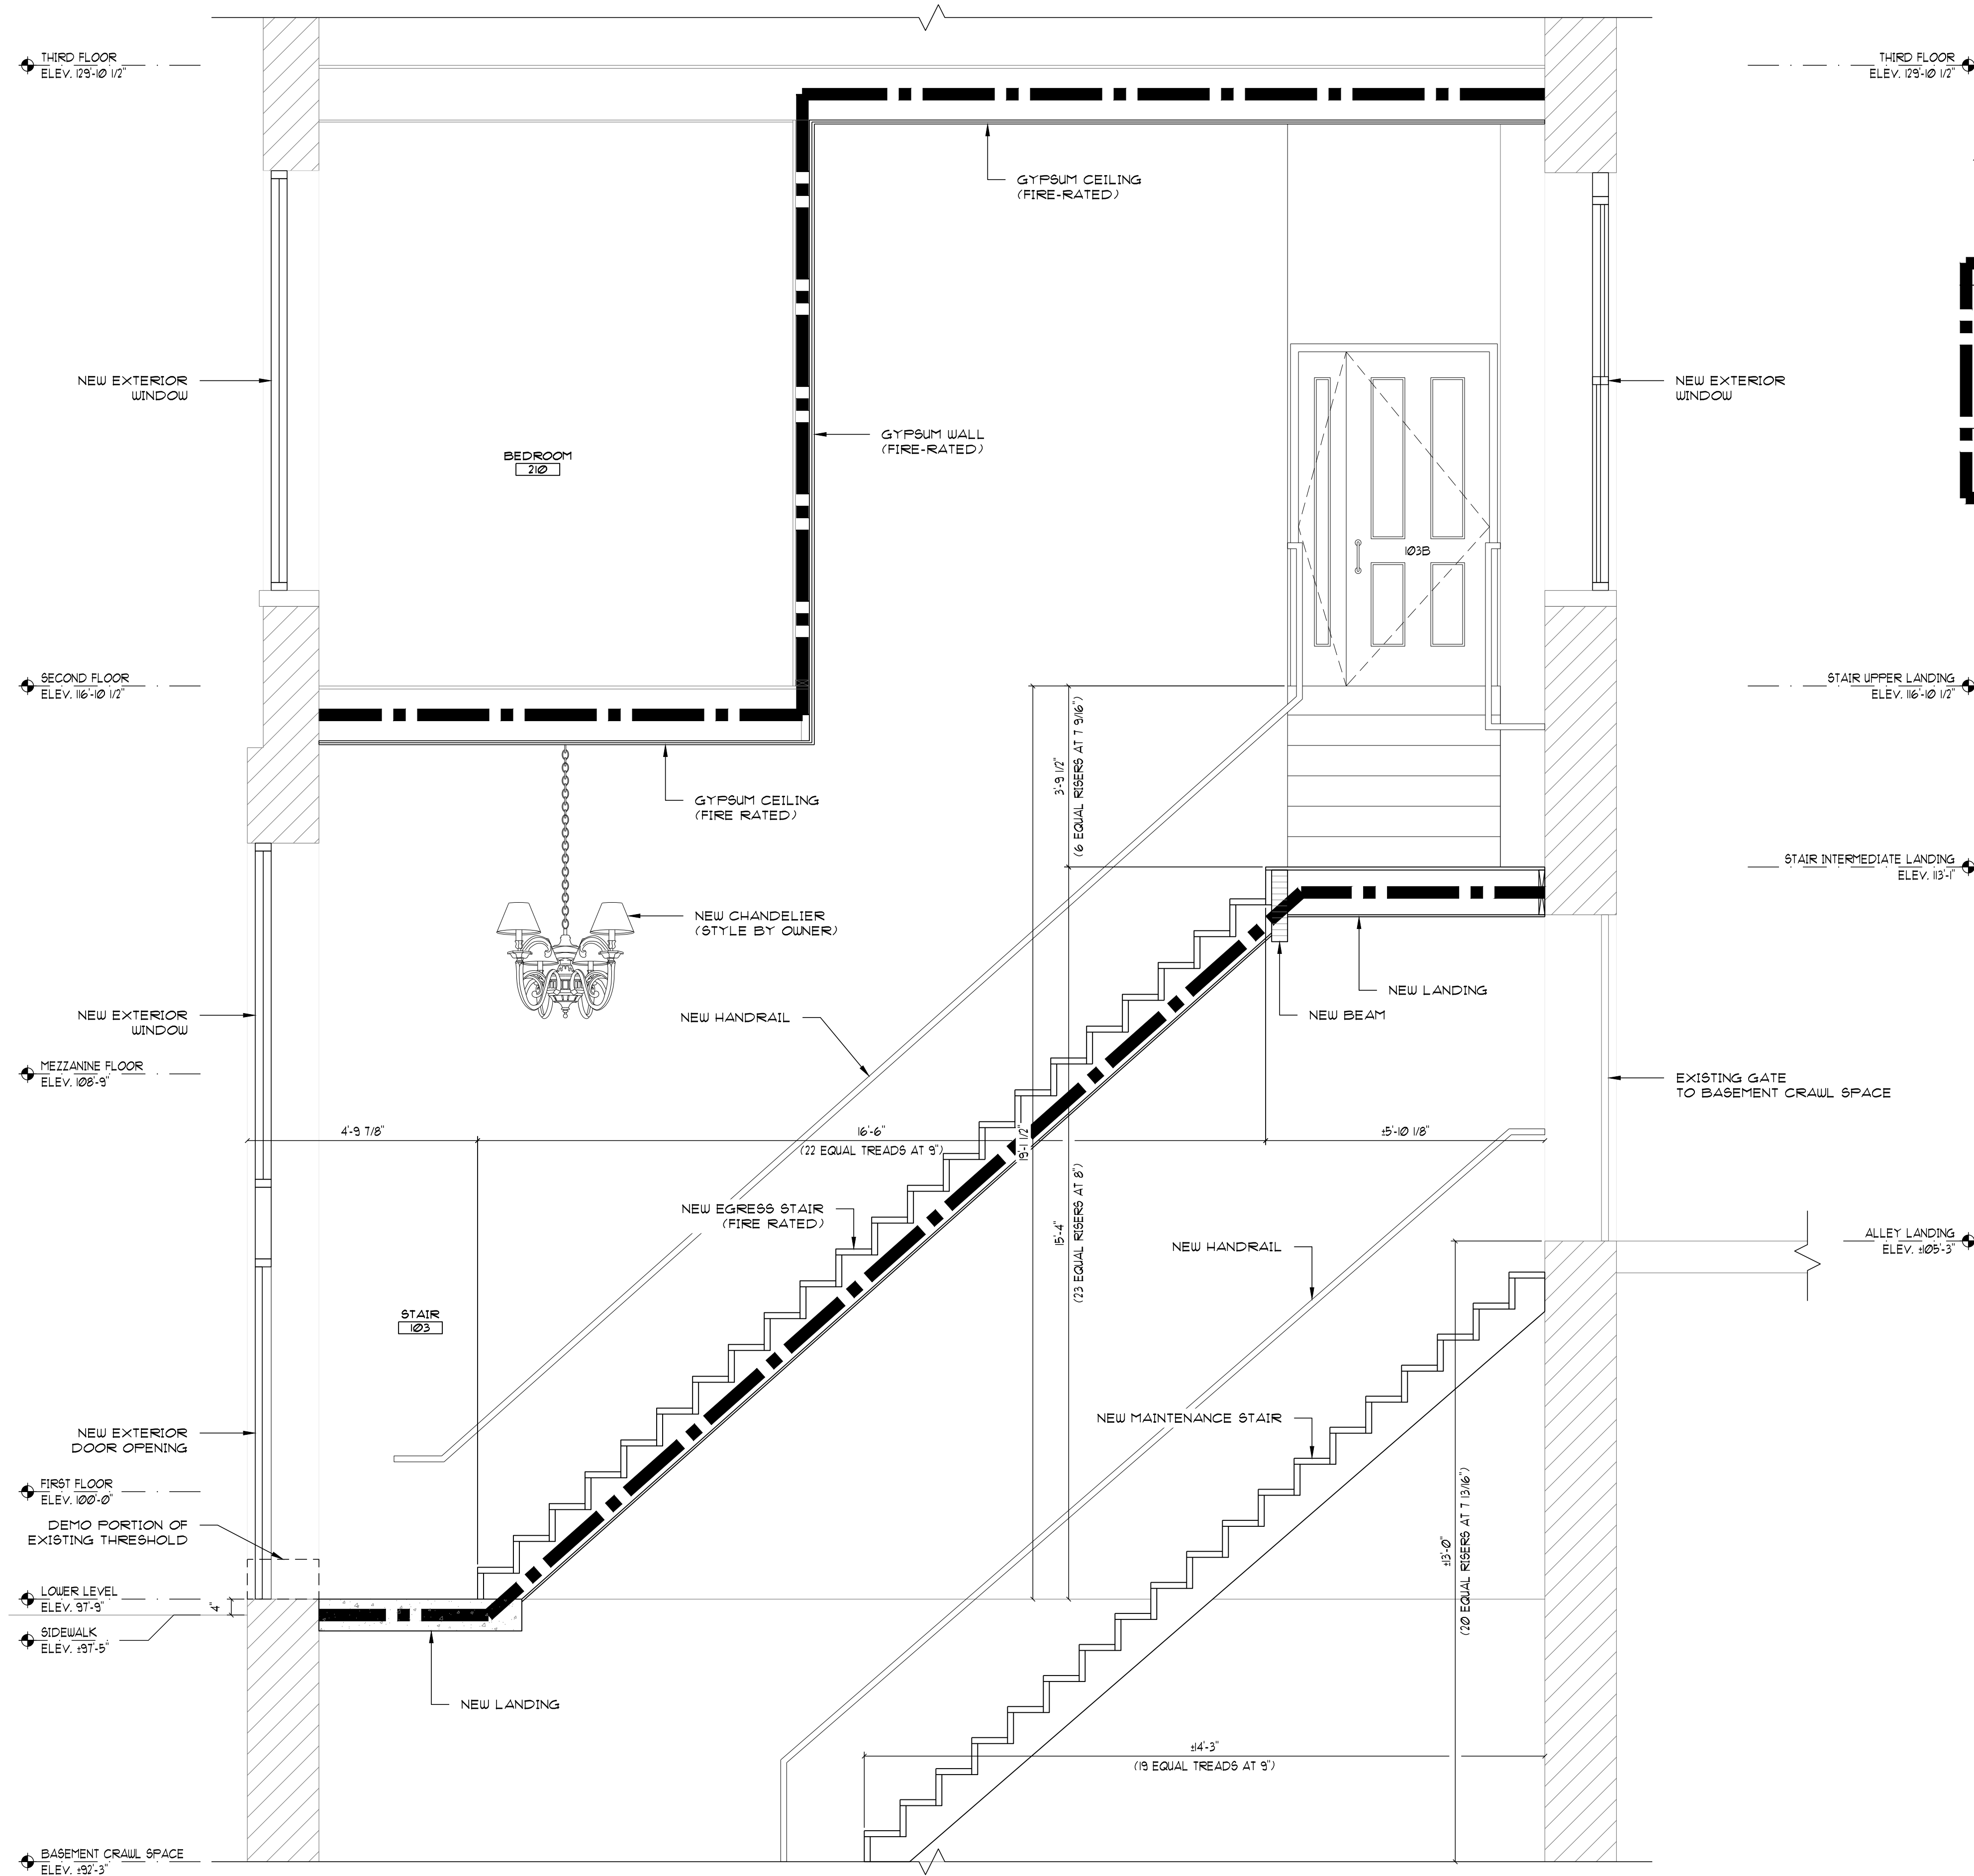 THIRD FLOOR
ELEV. 129'-10 1/2"
THIRD FLOOR
ELEV. 129'-10 1/2"
GYPSUM CEILING
(FIRE-RATED)
NEW EXTERIOR
WINDOW
NEW EXTERIOR
WINDOW
GYPSUM WALL
(FIRE-RATED)
BEDROOM
210
103B
SECOND FLOOR
ELEV. 116'-10 1/2"
STAIR UPPER LANDING
ELEV. 116'-10 1/2"
3'-9 1/2"
(6 EQUAL RISERS AT 7 9/16")
GYPSUM CEILING
(FIRE RATED)
STAIR INTERMEDIATE LANDING
ELEV. 113'-1"
NEW CHANDELIER
(STYLE BY OWNER)
NEW LANDING
NEW HANDRAIL
NEW BEAM
NEW EXTERIOR
WINDOW
MEZZANINE FLOOR
ELEV. 108'-9"
EXISTING GATE
TO BASEMENT CRAWL SPACE
4'-9 7/8"
16'-6"
(22 EQUAL TREADS AT 9")
19'-1 1/2"
±5'-10 1/8"
NEW EGRESS STAIR
(FIRE RATED)
15'-4"
(23 EQUAL RISERS AT 8")
NEW HANDRAIL
ALLEY LANDING
ELEV. ±105'-3"
STAIR
103
NEW EXTERIOR
DOOR OPENING
NEW MAINTENANCE STAIR
FIRST FLOOR
ELEV. 100'-0"
DEMO PORTION OF
EXISTING THRESHOLD
±13'-0"
(20 EQUAL RISERS AT 7 13/16")
LOWER LEVEL
ELEV. 97'-9"
4"
SIDEWALK
ELEV. ±97'-5"
NEW LANDING
±14'-3"
(19 EQUAL TREADS AT 9")
BASEMENT CRAWL SPACE
ELEV. ±92'-3"